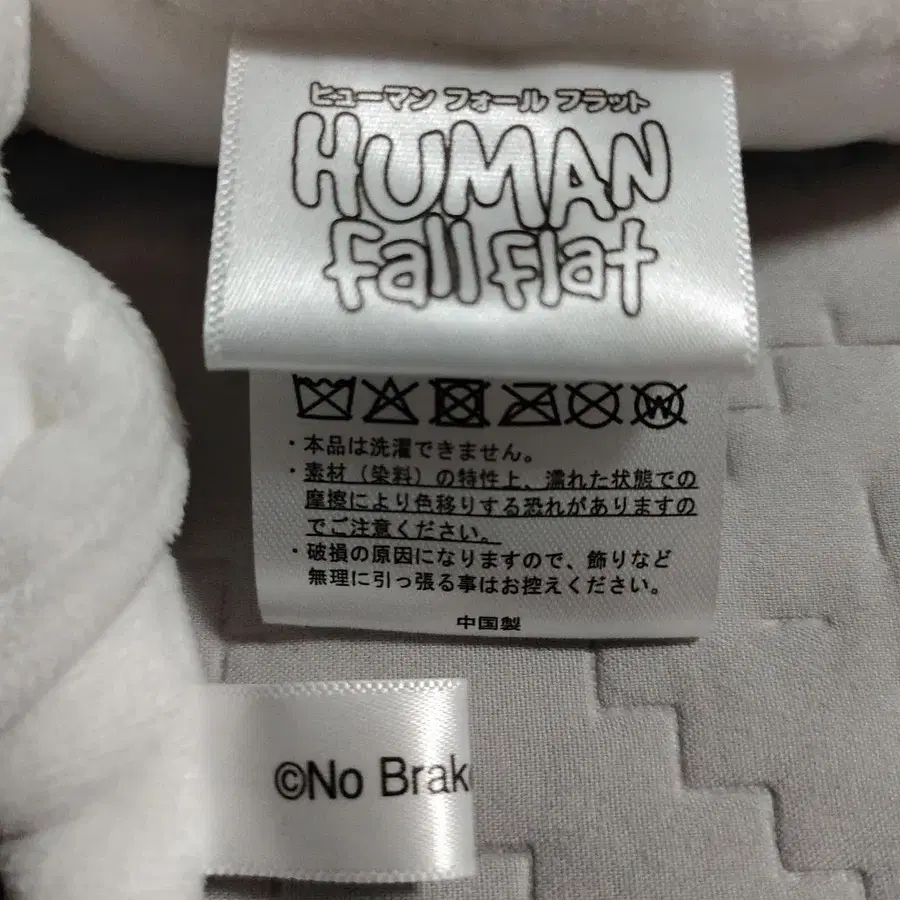 ヒューマン フォール フラット
HUMAN
fall flat
W
・本品は洗濯できません。
・素材（染料）の特性上、濡れた状態での
摩擦により色移りする恐れがありますの
でご注意ください。
・破損の原因になりますので、飾りなど
無理に引っ張る事はお控えください。
中国製
©No Brak